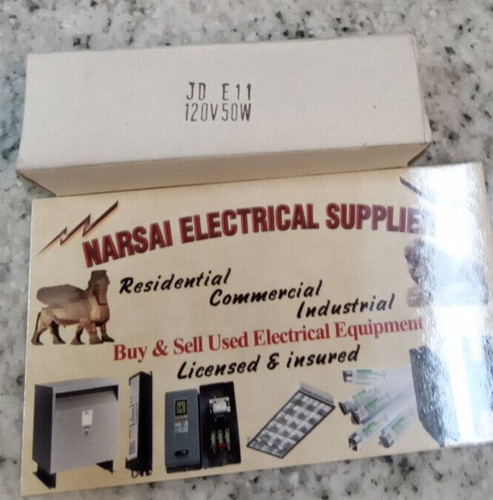 JD E11
120V50W
NARSAI ELECTRICAL SUPPLIE
Residential
Commercial
Industrial
Buy & Sell Used Electrical Equipment
Licensed & insured